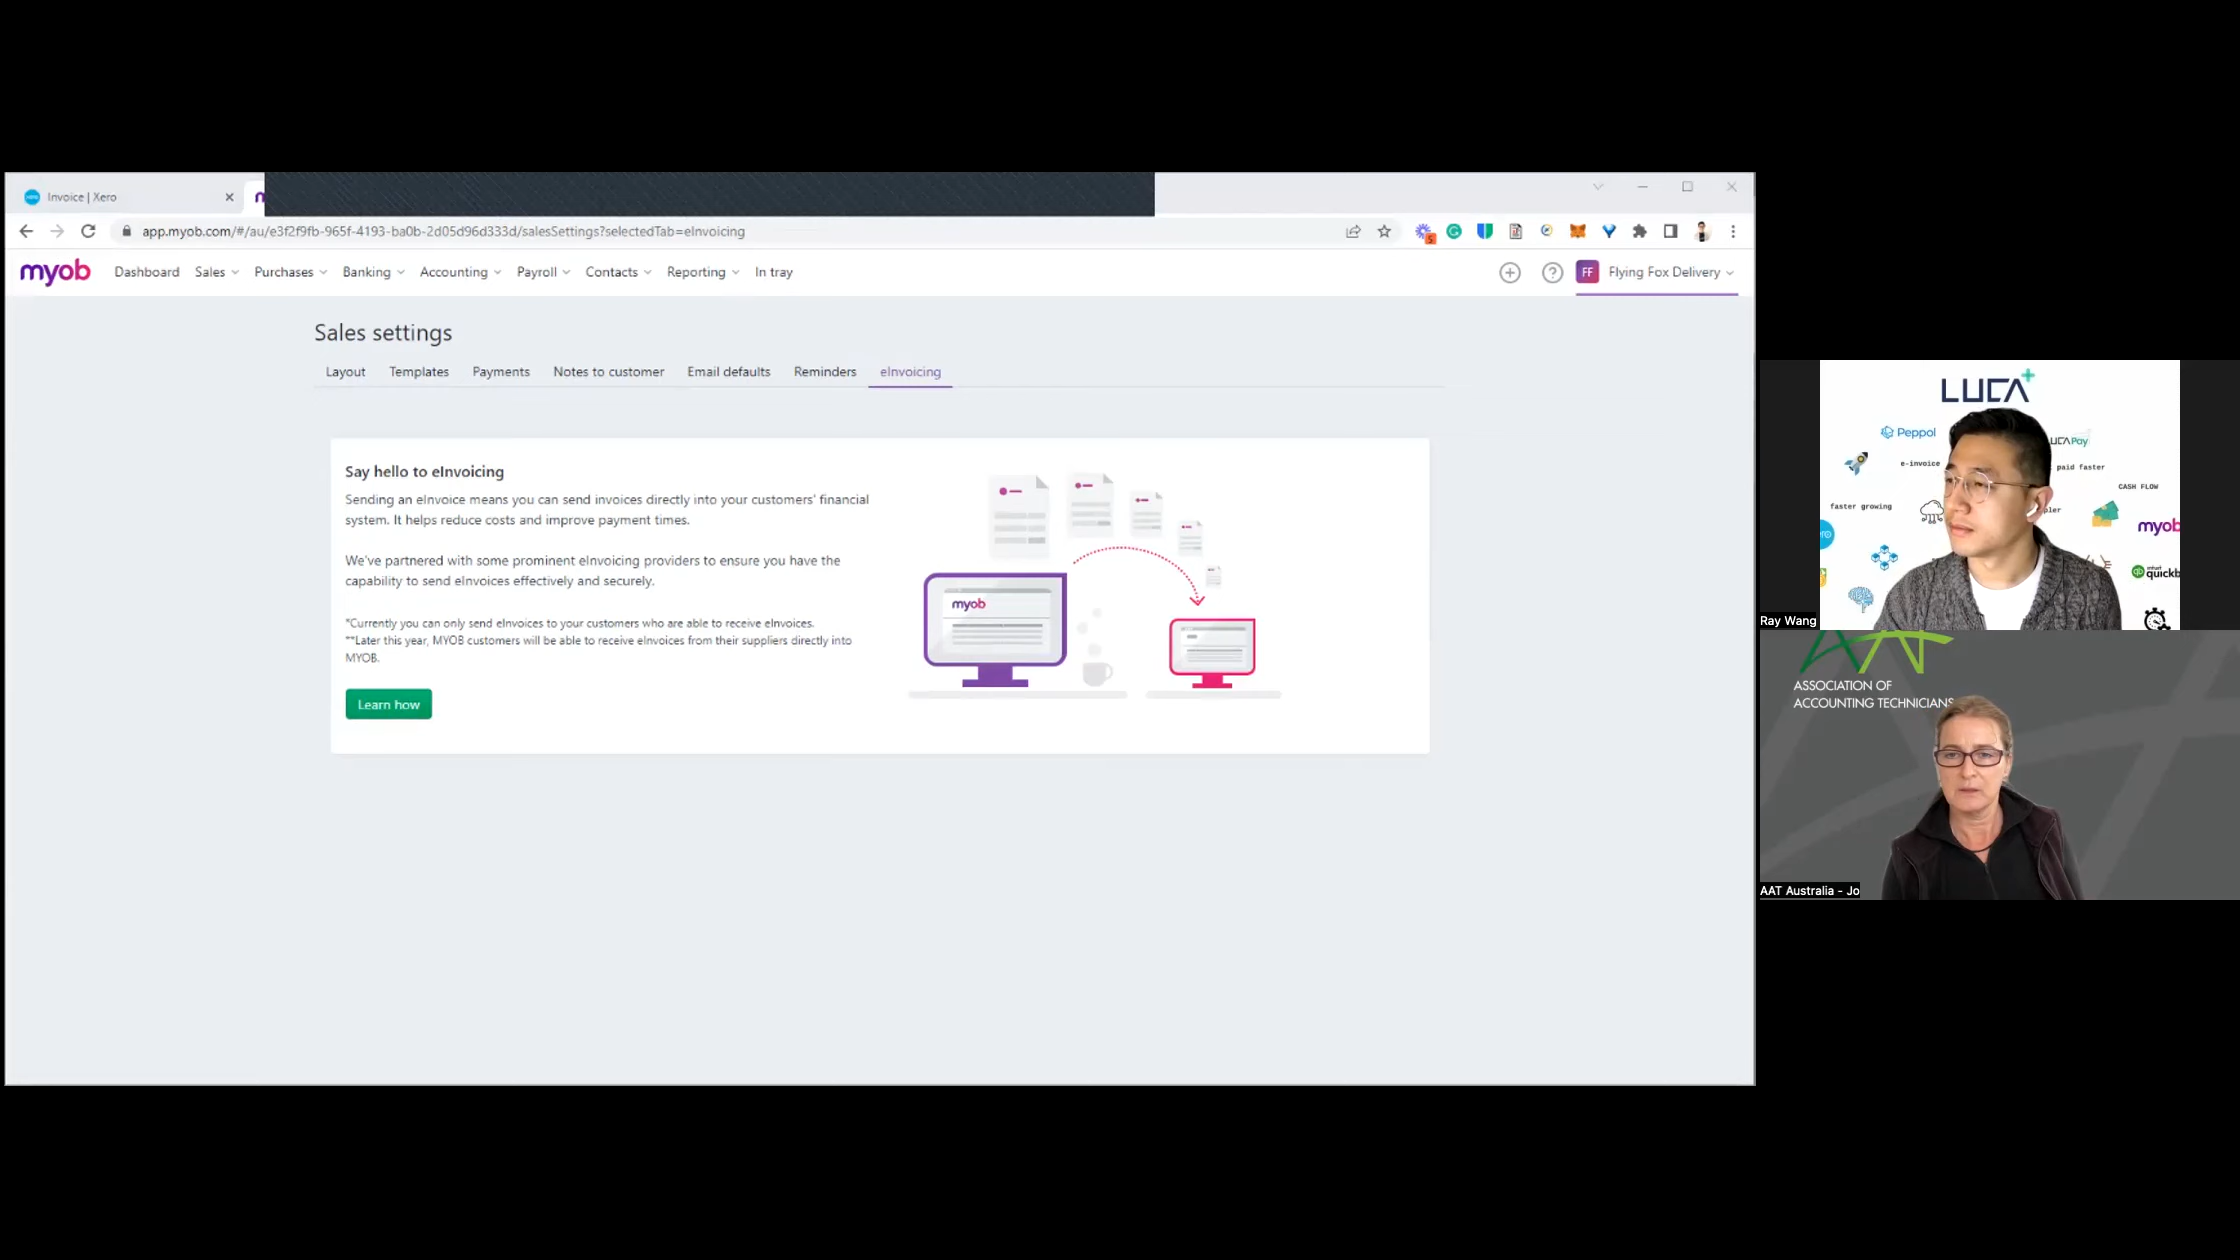 Invoice | Xero
app.myob.com/#/au/e3f2f9fb-965f-4193-ba0b-2d05d96d333d/salesSettings?selectedTab=eInvoicing
myob Dashboard Sales Purchases Banking Accounting Payroll Contacts Reporting In tray FF Flying Fox Delivery
Sales settings
Layout Templates Payments Notes to customer Email defaults Reminders eInvoicing
Say hello to eInvoicing
Sending an eInvoice means you can send invoices directly into your customers' financial
system. It helps reduce costs and improve payment times.
We've partnered with some prominent eInvoicing providers to ensure you have the
capability to send eInvoices effectively and securely.
*Currently you can only send eInvoices to your customers who are able to receive eInvoices.
**Later this year, MYOB customers will be able to receive eInvoices from their suppliers directly into
MYOB.
Learn how
myob
LUCA+
Peppol
LUCAPay
e-invoice
paid faster
CASH FLOW
faster growing
myob
quickb
Ray Wang
AAT
ASSOCIATION OF
ACCOUNTING TECHNICIANS
AAT Australia - Jo